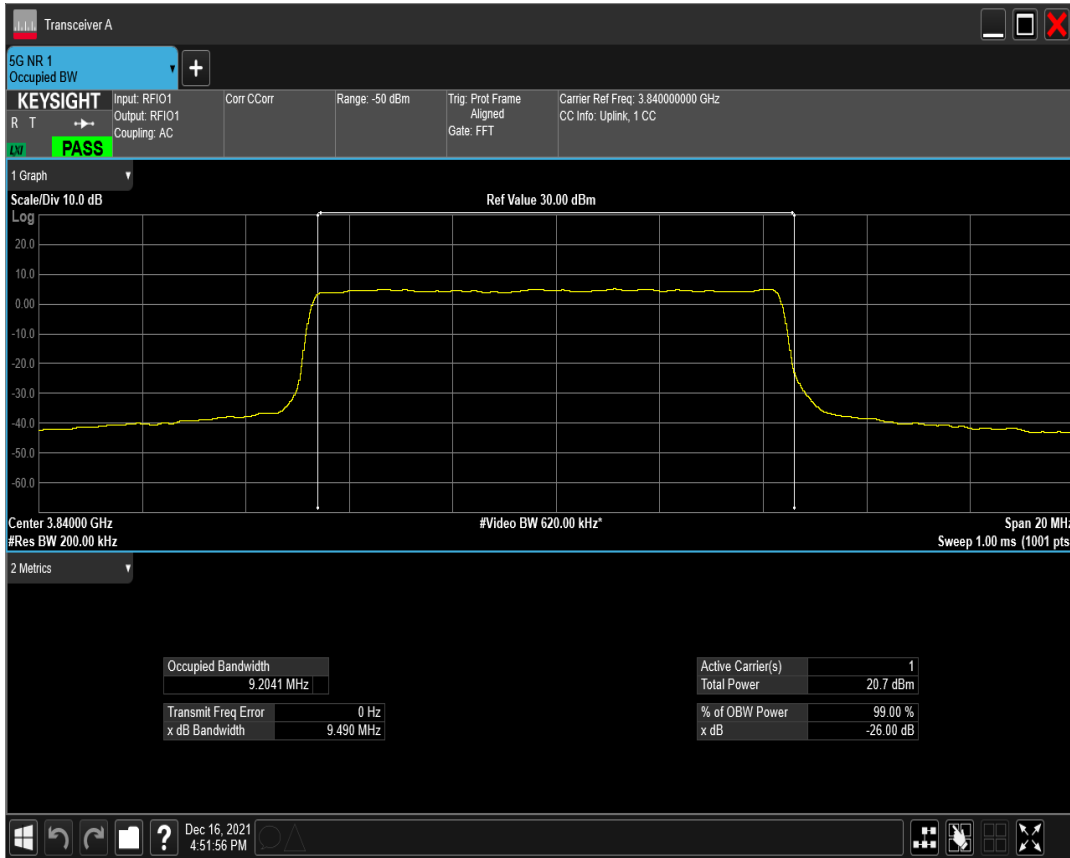 Transceiver A
5G NR 1
Occupied BW
KEYSIGHT
R T
LXI
PASS
Input: RFIO1
Output: RFIO1
Coupling: AC
Corr CCorr
Range: -50 dBm
Trig: Prot Frame
Aligned
Gate: FFT
Carrier Ref Freq: 3.840000000 GHz
CC Info: Uplink, 1 CC
1 Graph
Scale/Div 10.0 dB
Ref Value 30.00 dBm
Log
20.0
10.0
0.00
-10.0
-20.0
-30.0
-40.0
-50.0
-60.0
Center 3.84000 GHz
#Video BW 620.00 kHz*
Span 20 MHz
#Res BW 200.00 kHz
Sweep 1.00 ms (1001 pts
2 Metrics
Occupied Bandwidth
9.2041 MHz
Transmit Freq Error 0 Hz
x dB Bandwidth 9.490 MHz
Active Carrier(s) 1
Total Power 20.7 dBm
% of OBW Power 99.00 %
x dB -26.00 dB
?
Dec 16, 2021
4:51:56 PM